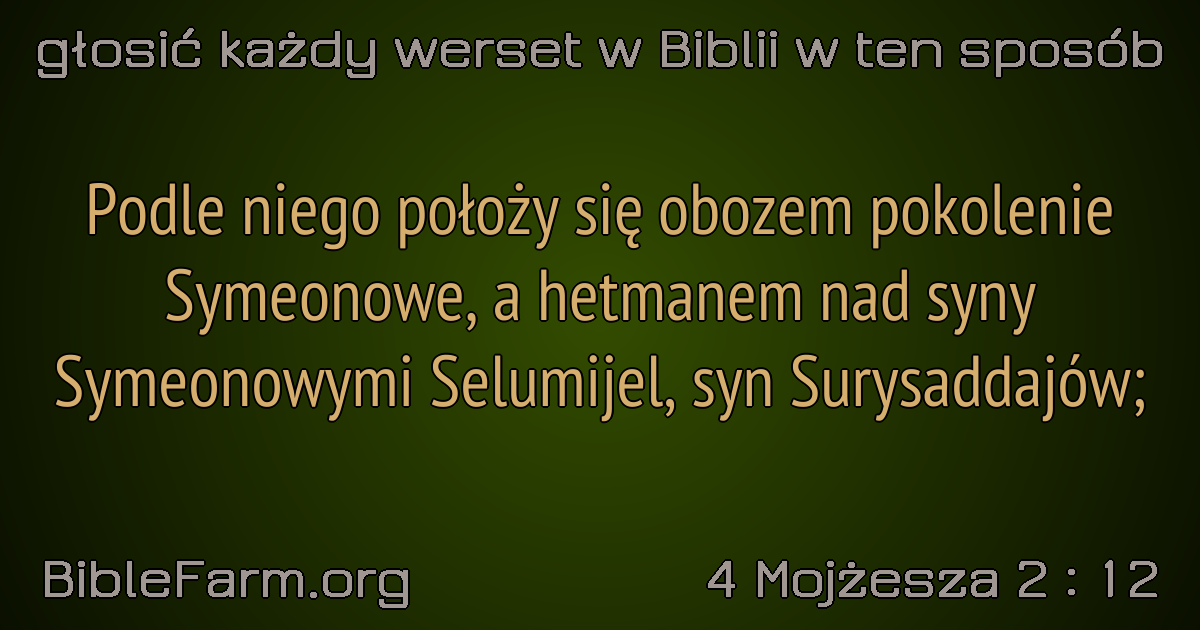 głosić każdy werset w Biblii w ten sposób
Podle niego położy się obozem pokolenie
Symeonowe, a hetmanem nad syny
Symeonowymi Selumijel, syn Surysaddajów;
BibleFarm.org
4 Mojżesza 2 : 12